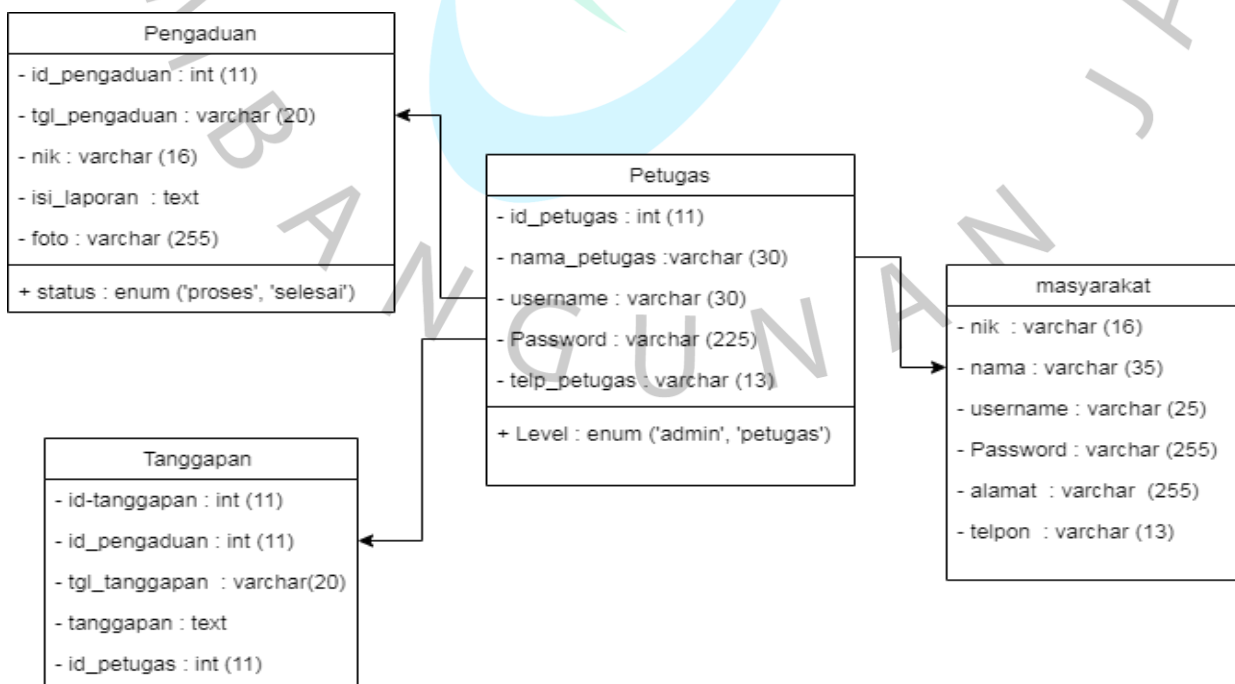 Pengaduan
- id_pengaduan : int (11)
- tgl_pengaduan : varchar (20)
- nik : varchar (16)
- isi_laporan : text
- foto : varchar (255)
+ status : enum ('proses', 'selesai')
Petugas
- id_petugas : int (11)
- nama_petugas :varchar (30)
- username : varchar (30)
- Password : varchar (225)
- telp_petugas : varchar (13)
+ Level : enum ('admin', 'petugas')
masyarakat
- nik : varchar (16)
- nama : varchar (35)
- username : varchar (25)
- Password : varchar (255)
- alamat : varchar (255)
- telpon : varchar (13)
Tanggapan
- id-tanggapan : int (11)
- id_pengaduan : int (11)
- tgl_tanggapan : varchar(20)
- tanggapan : text
- id_petugas : int (11)
BANGUNAN JA